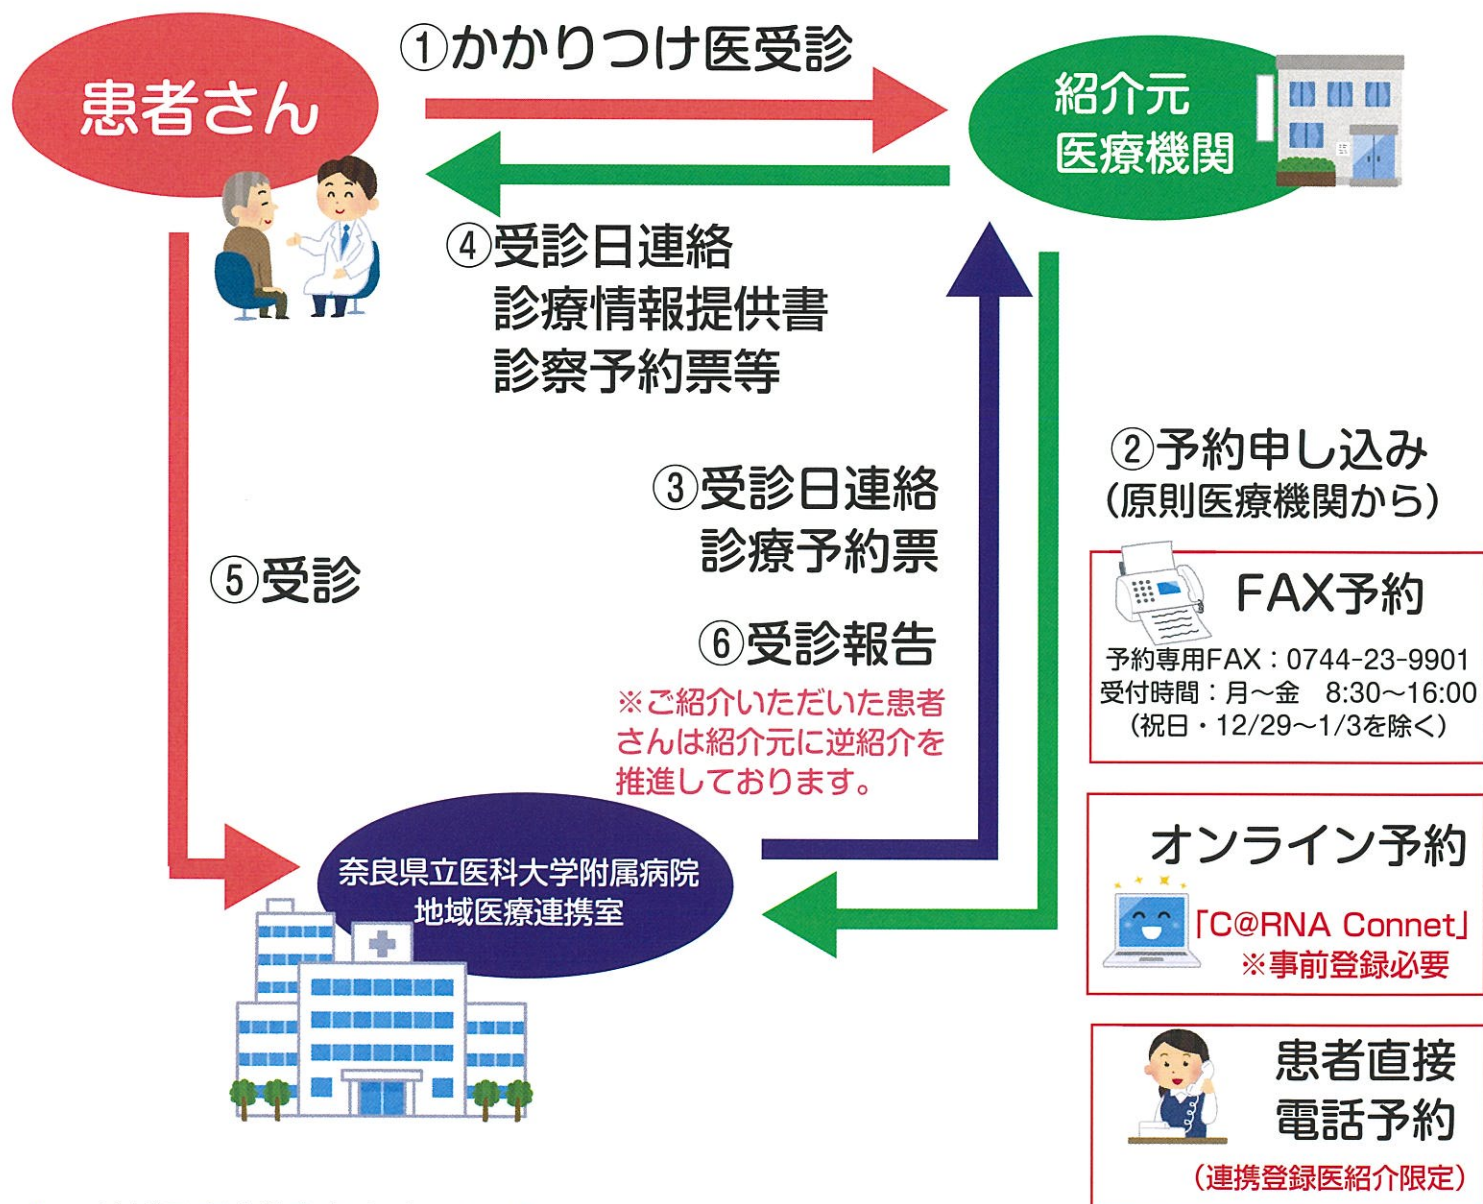 ①かかりつけ医受診
患者さん
紹介元
医療機関
④受診日連絡
診療情報提供書
診察予約票等
②予約申し込み
(原則医療機関から)
③受診日連絡
診療予約票
⑤受診
⑥受診報告
※ご紹介いただいた患者
さんは紹介元に逆紹介を
推進しております。
FAX予約
予約専用FAX：0744-23-9901
受付時間：月～金　8:30～16:00
(祝日・12/29～1/3を除く)
奈良県立医科大学附属病院
地域医療連携室
オンライン予約
「C@RNA Connet」
※事前登録必要
患者直接
電話予約
(連携登録医紹介限定)